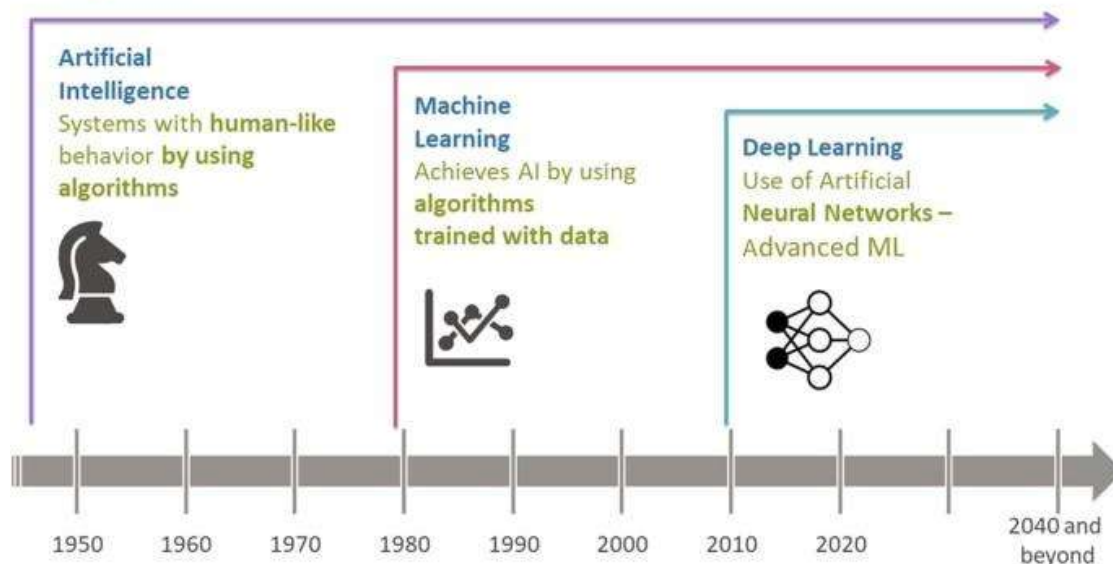 Artificial
Intelligence
Systems with human-like
behavior by using
algorithms
Machine
Learning
Achieves AI by using
algorithms
trained with data
Deep Learning
Use of Artificial
Neural Networks –
Advanced ML
1950
1960
1970
1980
1990
2000
2010
2020
2040 and
beyond